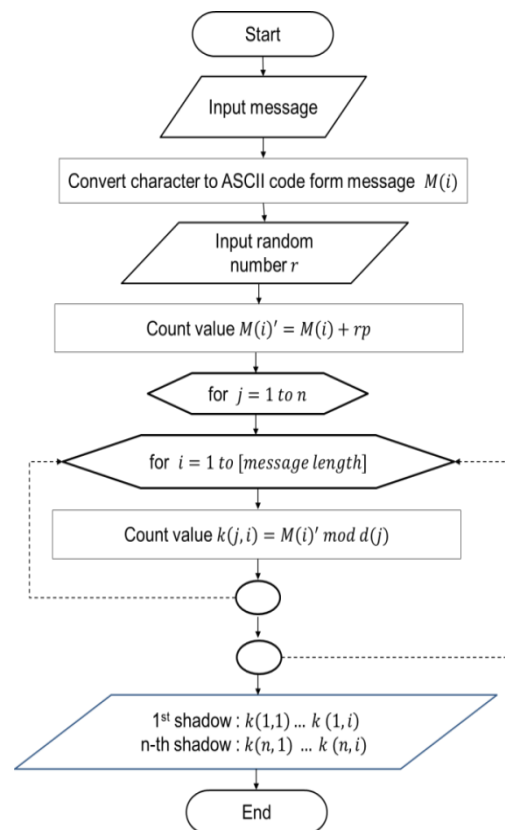 Start
Input message
Convert character to ASCII code form message M(i)
Input random
number r
Count value M(i)' = M(i) + rp
for j = 1 to n
for i = 1 to [message length]
Count value k(j, i) = M(i)' mod d(j)
1st shadow : k(1,1) ... k (1, i)
n-th shadow : k(n, 1) ... k (n, i)
End